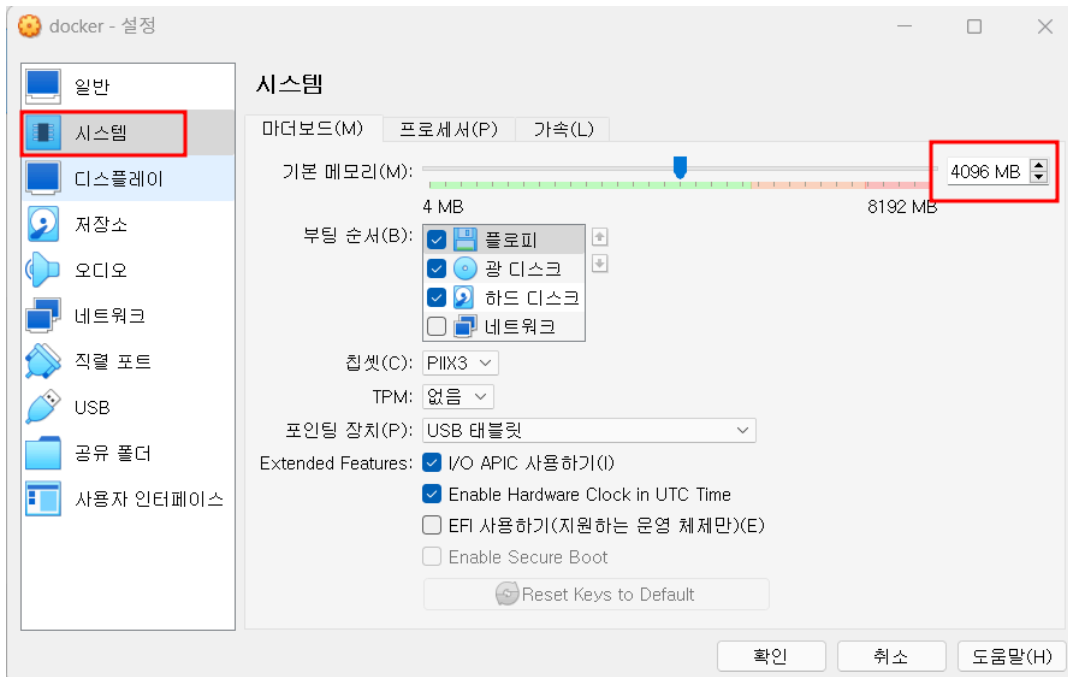 docker - 설정
일반
시스템
디스플레이
저장소
오디오
네트워크
직렬 포트
USB
공유 폴더
사용자 인터페이스
시스템
마더보드(M) 프로세서(P) 가속(L)
기본 메모리(M): 4096 MB
4 MB 8192 MB
부팅 순서(B): 플로피
광 디스크
하드 디스크
네트워크
칩셋(C): PIIX3
TPM: 없음
포인팅 장치(P): USB 태블릿
Extended Features: I/O APIC 사용하기(I)
Enable Hardware Clock in UTC Time
EFI 사용하기(지원하는 운영 체제만)(E)
Enable Secure Boot
Reset Keys to Default
확인 취소 도움말(H)